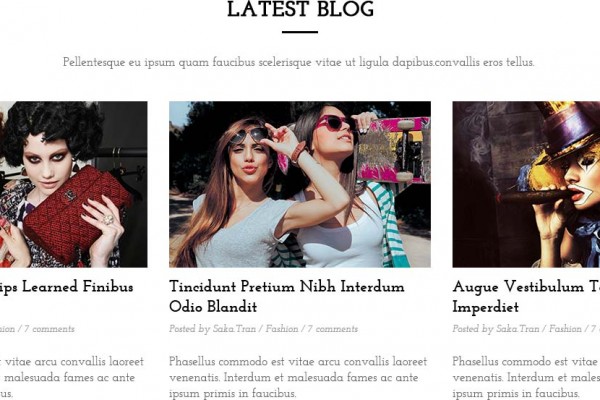 LATEST BLOG
Pellentesque eu ipsum quam faucibus scelerisque vitae ut ligula dapibus.convallis eros tellus.
ips Learned Finibus
hion / 7 comments
t vitae arcu convallis laoreet
t malesuada fames ac ante
ipsum primis in faucibus.
Tincidunt Pretium Nibh Interdum
Odio Blandit
Posted by Saka.Tran / Fashion / 7 comments
Phasellus commodo est vitae arcu convallis laoreet
venenatis. Interdum et malesuada fames ac ante
ipsum primis in faucibus.
Augue Vestibulum T
Imperdiet
Posted by Saka.Tran / Fashion / 7
Phasellus commodo est vitae
venenatis. Interdum et malesuada
ipsum primis in faucibus.